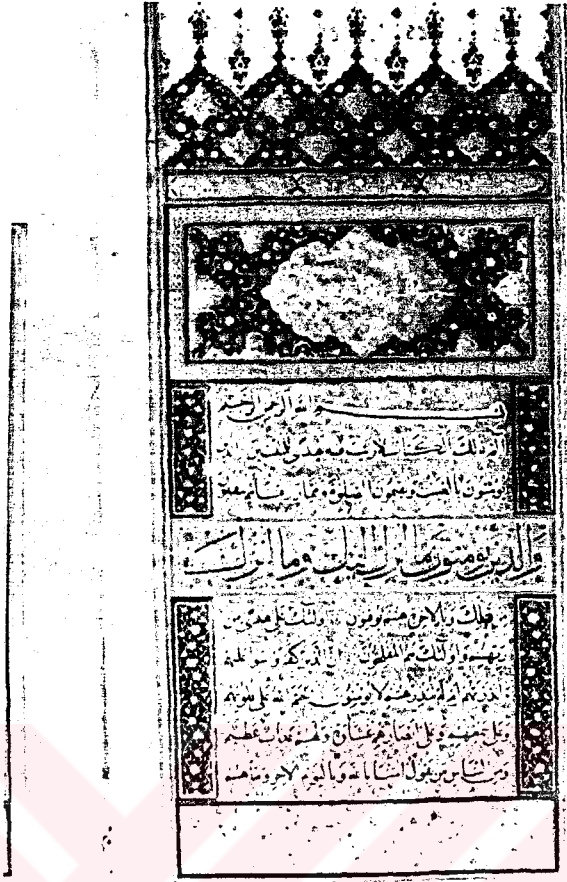 بسم الله الرحمن الرحيم
الم ذلك الكتاب لا ريب فيه هدى للمتقين الذين
يؤمنون بالغيب ويقيمون الصلوة ومما رزقناهم ينفقون
والذين يؤمنون بما انزل اليك وما انزل
من قبلك وبالاخرة هم يوقنون اولئك على هدى من
ربهم واولئك هم المفلحون ان الذين كفروا سواء عليهم
ءانذرتهم ام لم تنذرهم لا يؤمنون ختم الله على قلوبهم
وعلى سمعهم وعلى ابصارهم غشاوة ولهم عذاب عظيم
ومن الناس من يقول امنا بالله وباليوم الاخر وما هم